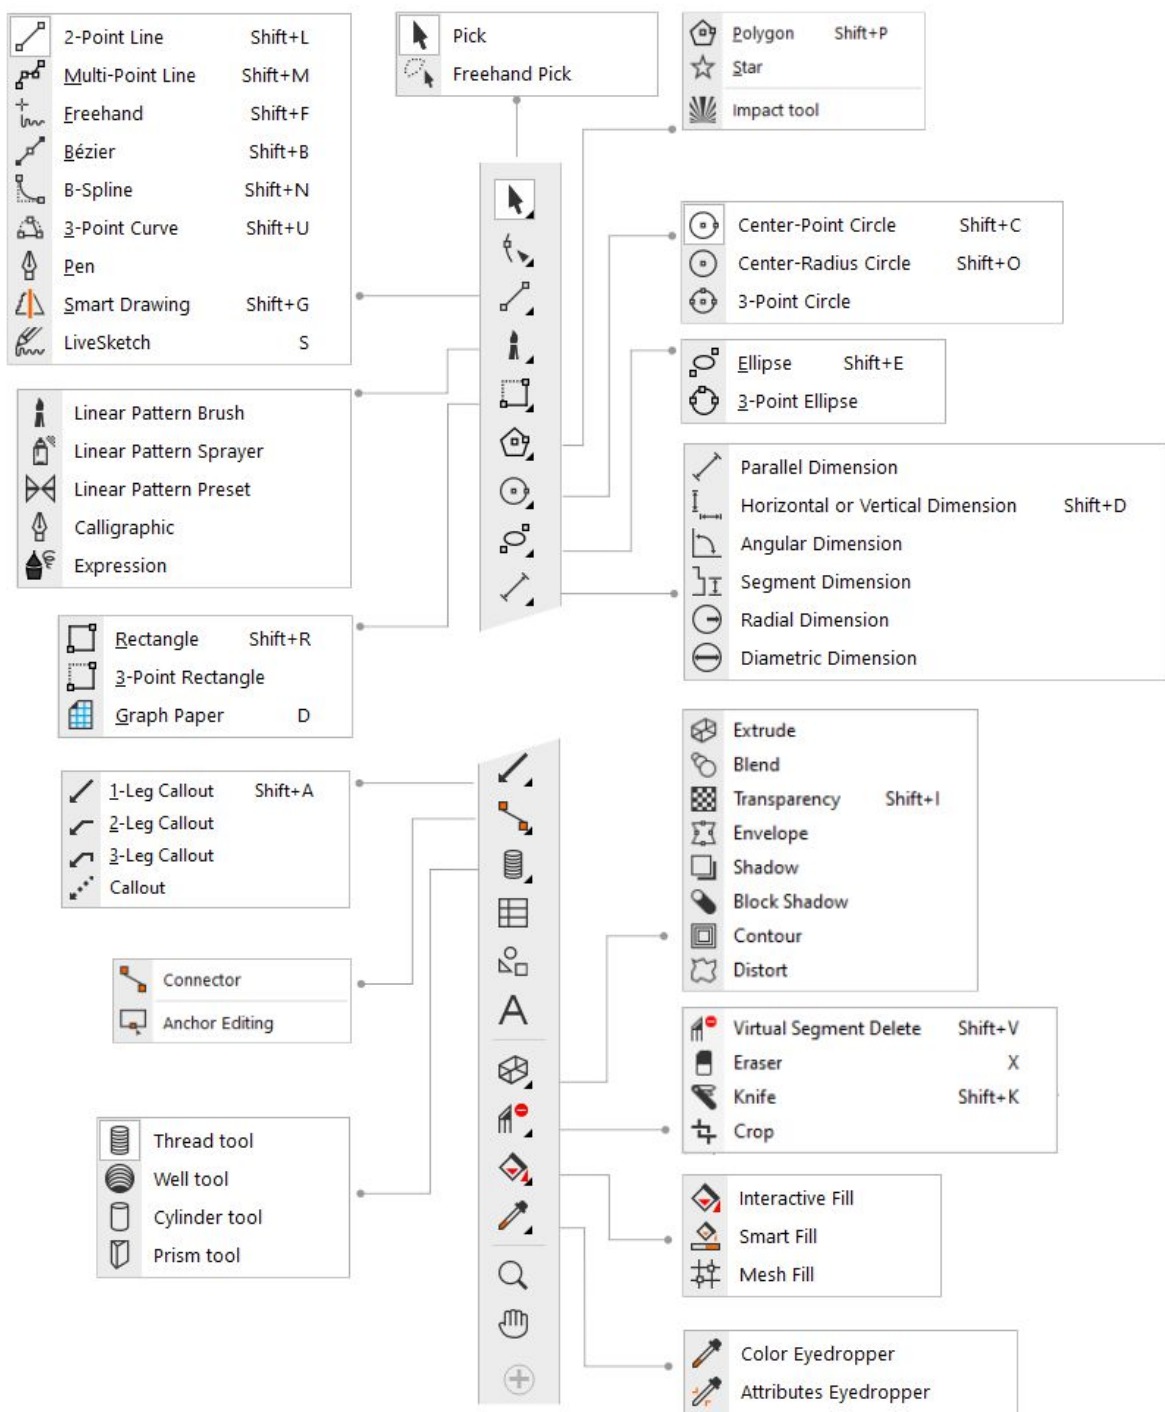 2-Point Line Shift+L
Multi-Point Line Shift+M
Freehand Shift+F
Bézier Shift+B
B-Spline Shift+N
3-Point Curve Shift+U
Pen
Smart Drawing Shift+G
LiveSketch S
Pick
Freehand Pick
Polygon Shift+P
Star
Impact tool
Center-Point Circle Shift+C
Center-Radius Circle Shift+O
3-Point Circle
Ellipse Shift+E
3-Point Ellipse
Linear Pattern Brush
Linear Pattern Sprayer
Linear Pattern Preset
Calligraphic
Expression
Parallel Dimension
Horizontal or Vertical Dimension Shift+D
Angular Dimension
Segment Dimension
Radial Dimension
Diametric Dimension
Rectangle Shift+R
3-Point Rectangle
Graph Paper D
1-Leg Callout Shift+A
2-Leg Callout
3-Leg Callout
Callout
Extrude
Blend
Transparency Shift+I
Envelope
Shadow
Block Shadow
Contour
Distort
Connector
Anchor Editing
A
Virtual Segment Delete Shift+V
Eraser X
Knife Shift+K
Crop
Thread tool
Well tool
Cylinder tool
Prism tool
Interactive Fill
Smart Fill
Mesh Fill
Color Eyedropper
Attributes Eyedropper